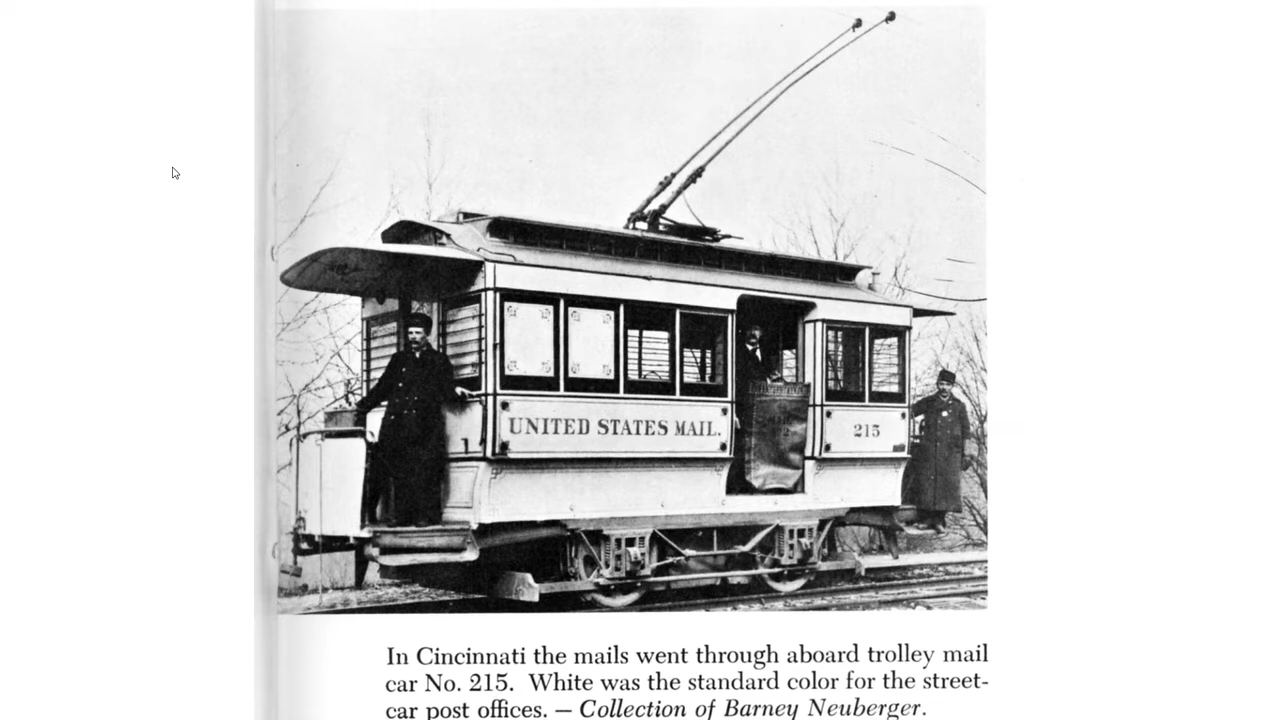 UNITED STATES MAIL.
215
In Cincinnati the mails went through aboard trolley mail
car No. 215. White was the standard color for the street-
car post offices. — Collection of Barney Neuberger.